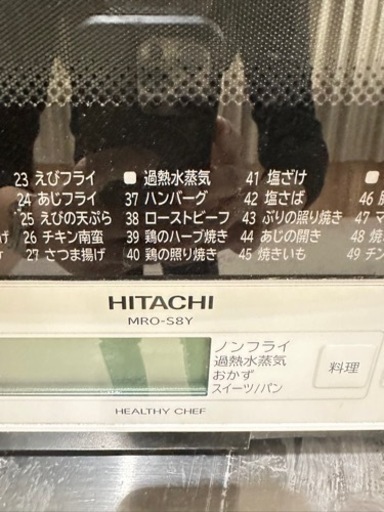 23 えびフライ
24 あじフライ
25 えびの天ぷら
26 チキン南蛮
27 さつま揚げ
過熱水蒸気
37 ハンバーグ
38 ローストビーフ
39 鶏のハーブ焼き
40 鶏の照り焼き
41 塩ざけ
42 塩さば
43 ぶりの照り焼き
44 あじの開き
45 焼きいも
46
47
48
49
HITACHI
MRO-S8Y
ノンフライ
過熱水蒸気
おかず
スイーツ/パン
料理
HEALTHY CHEF